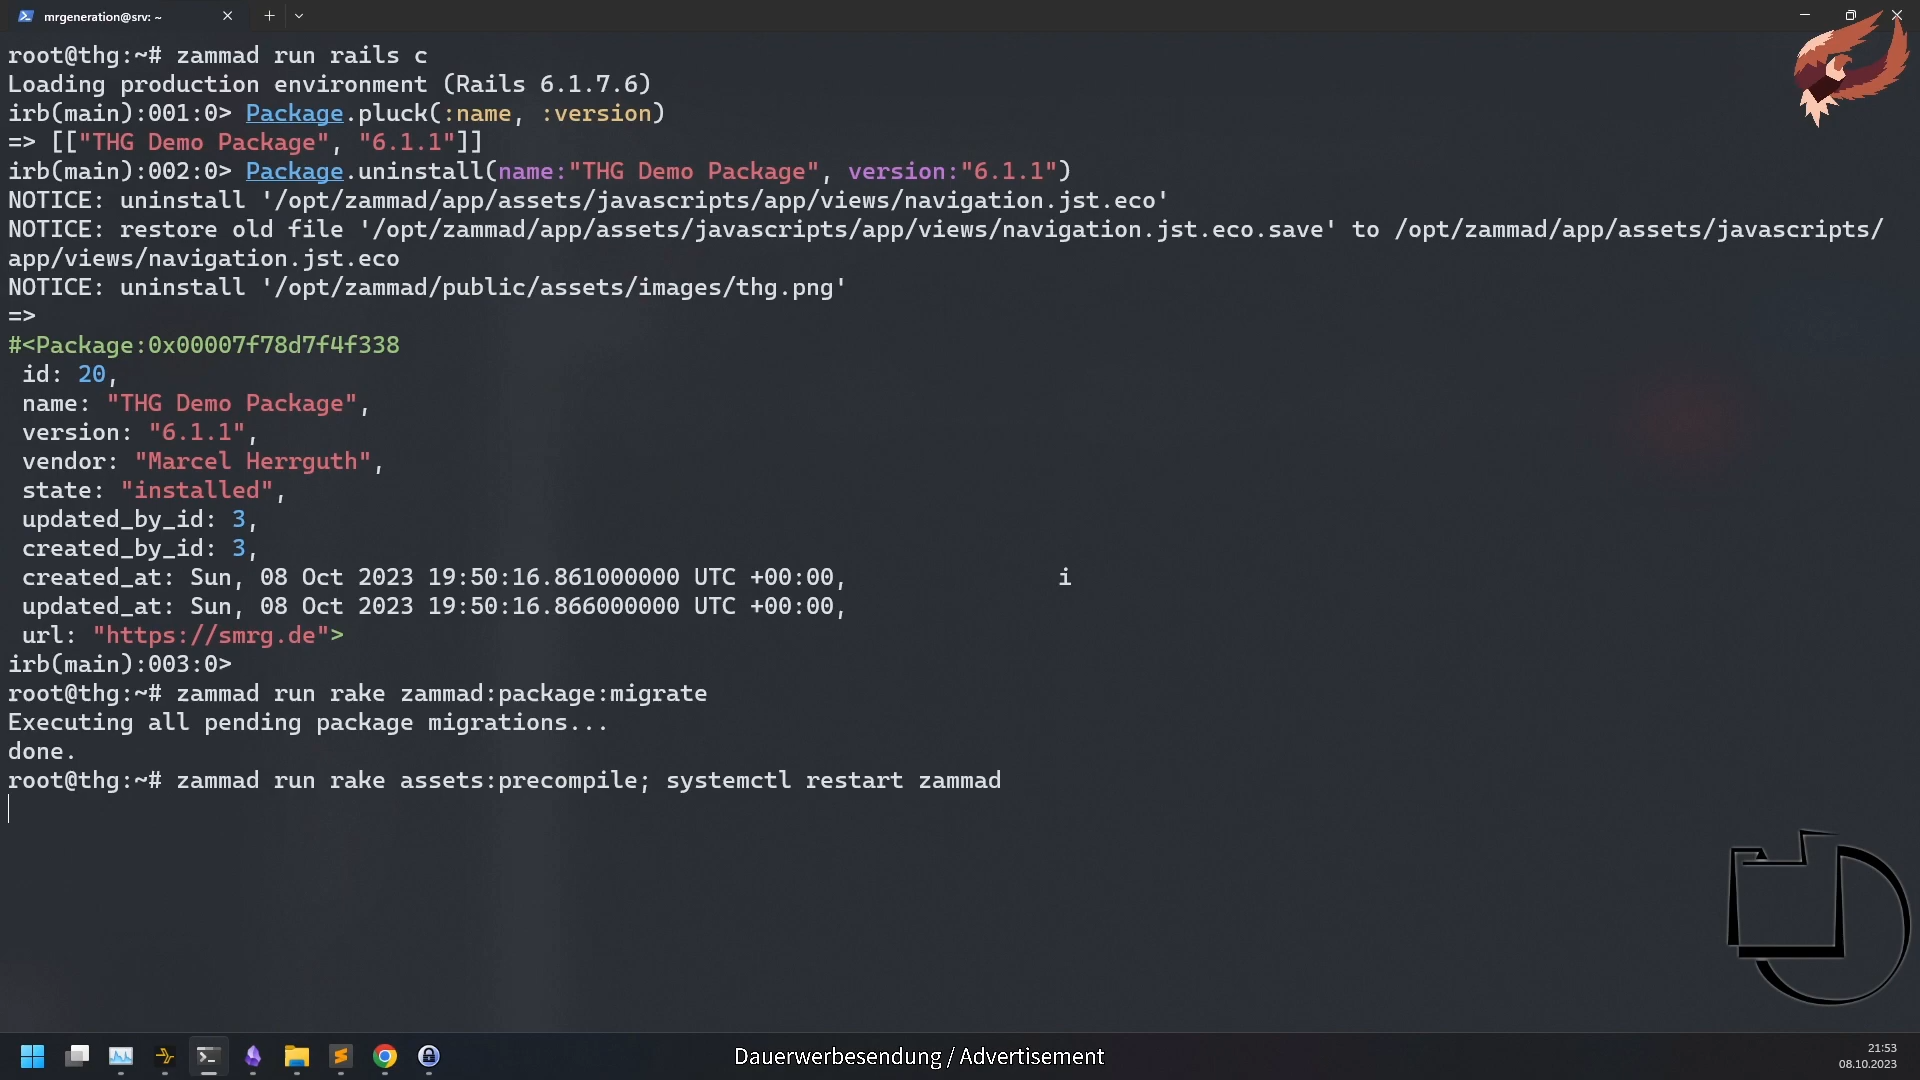 mrgeneration@srv: ~
root@thg:~# zammad run rails c
Loading production environment (Rails 6.1.7.6)
irb(main):001:0> Package.pluck(:name, :version)
=> [["THG Demo Package", "6.1.1"]]
irb(main):002:0> Package.uninstall(name:"THG Demo Package", version:"6.1.1")
NOTICE: uninstall '/opt/zammad/app/assets/javascripts/app/views/navigation.jst.eco'
NOTICE: restore old file '/opt/zammad/app/assets/javascripts/app/views/navigation.jst.eco.save' to /opt/zammad/app/assets/javascripts/
app/views/navigation.jst.eco
NOTICE: uninstall '/opt/zammad/public/assets/images/thg.png'
=>
#<Package:0x00007f78d7f4f338
id: 20,
name: "THG Demo Package",
version: "6.1.1",
vendor: "Marcel Herrguth",
state: "installed",
updated_by_id: 3,
created_by_id: 3,
created_at: Sun, 08 Oct 2023 19:50:16.861000000 UTC +00:00, i
updated_at: Sun, 08 Oct 2023 19:50:16.866000000 UTC +00:00,
url: "https://smrg.de">
irb(main):003:0>
root@thg:~# zammad run rake zammad:package:migrate
Executing all pending package migrations...
done.
root@thg:~# zammad run rake assets:precompile; systemctl restart zammad
Dauerwerbesendung / Advertisement
21:53
08.10.2023